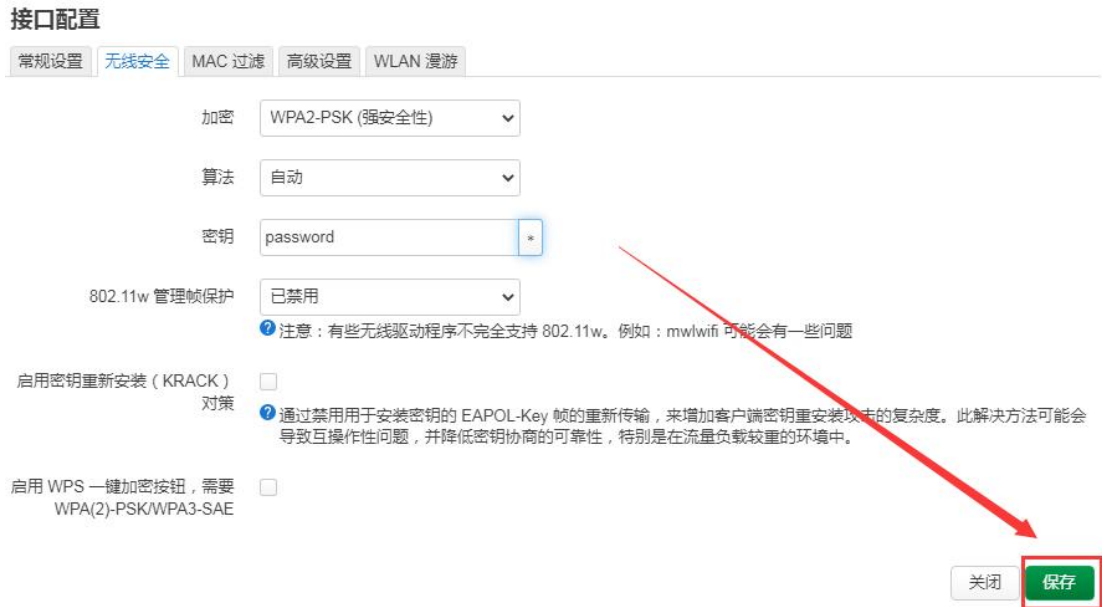 接口配置
常规设置 无线安全 MAC 过滤 高级设置 WLAN 漫游
加密 WPA2-PSK (强安全性)
算法 自动
密钥 password *
802.11w 管理帧保护 已禁用
注意：有些无线驱动程序不完全支持 802.11w。例如：mwlwifi 可能会有一些问题
启用密钥重新安装（KRACK）
对策
通过禁用用于安装密钥的 EAPOL-Key 帧的重新传输，来增加客户端密钥重安装攻击的复杂度。此解决方法可能会
导致互操作性问题，并降低密钥协商的可靠性，特别是在流量负载较重的环境中。
启用 WPS 一键加密按钮，需要
WPA(2)-PSK/WPA3-SAE
关闭 保存